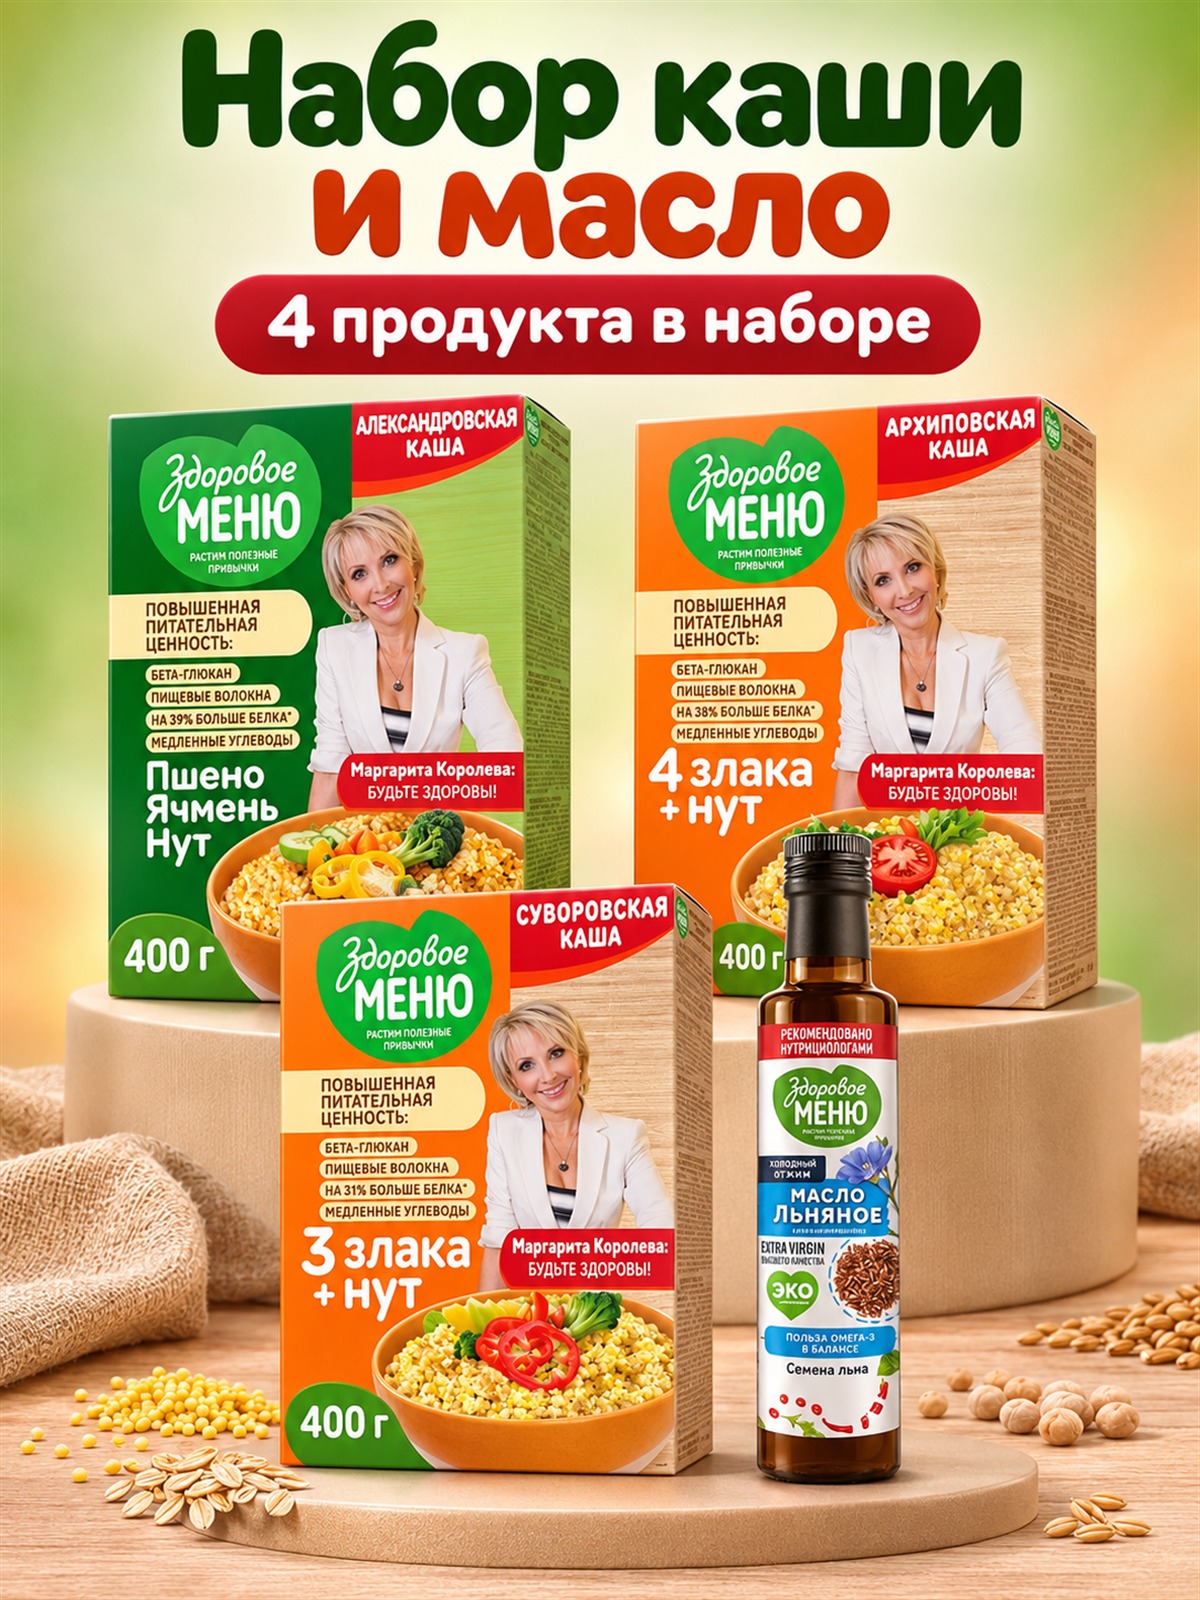 Набор каши
и масло
4 продукта в наборе
АЛЕКСАНДРОВСКАЯ
КАША
Здоровое
МЕНЮ
РАСТИМ ПОЛЕЗНЫЕ
ПРИВЫЧКИ
ПОВЫШЕННАЯ
ПИТАТЕЛЬНАЯ
ЦЕННОСТЬ:
БЕТА-ГЛЮКАН
ПИЩЕВЫЕ ВОЛОКНА
НА 39% БОЛЬШЕ БЕЛКА*
МЕДЛЕННЫЕ УГЛЕВОДЫ
Пшено
Ячмень
Нут
Маргарита Королева:
БУДЬТЕ ЗДОРОВЫ!
400 г
АРХИПОВСКАЯ
КАША
Здоровое
МЕНЮ
РАСТИМ ПОЛЕЗНЫЕ
ПРИВЫЧКИ
ПОВЫШЕННАЯ
ПИТАТЕЛЬНАЯ
ЦЕННОСТЬ:
БЕТА-ГЛЮКАН
ПИЩЕВЫЕ ВОЛОКНА
НА 38% БОЛЬШЕ БЕЛКА*
МЕДЛЕННЫЕ УГЛЕВОДЫ
4 злака
+ нут
Маргарита Королева:
БУДЬТЕ ЗДОРОВЫ!
400 г
СУВОРОВСКАЯ
КАША
Здоровое
МЕНЮ
РАСТИМ ПОЛЕЗНЫЕ
ПРИВЫЧКИ
ПОВЫШЕННАЯ
ПИТАТЕЛЬНАЯ
ЦЕННОСТЬ:
БЕТА-ГЛЮКАН
ПИЩЕВЫЕ ВОЛОКНА
НА 31% БОЛЬШЕ БЕЛКА*
МЕДЛЕННЫЕ УГЛЕВОДЫ
3 злака
+ нут
Маргарита Королева:
БУДЬТЕ ЗДОРОВЫ!
400 г
РЕКОМЕНДОВАНО
НУТРИЦИОЛОГАМИ
Здоровое
МЕНЮ
РАСТИМ ПОЛЕЗНЫЕ
ПРИВЫЧКИ
ХОЛОДНЫЙ
ОТЖИМ
МАСЛО
ЛЬНЯНОЕ
EXTRA VIRGIN
ВЫСШЕГО КАЧЕСТВА
ЭКО
ПОЛЬЗА ОМЕГА-3
В БАЛАНСЕ
Семена льна